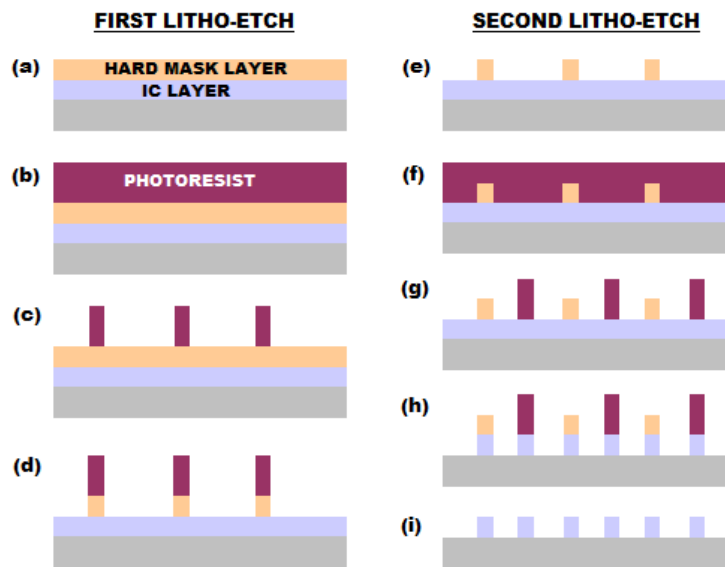 FIRST LITHO-ETCH
(a)
HARD MASK LAYER
IC LAYER
(b)
PHOTORESIST
(c)
(d)
SECOND LITHO-ETCH
(e)
(f)
(g)
(h)
(i)